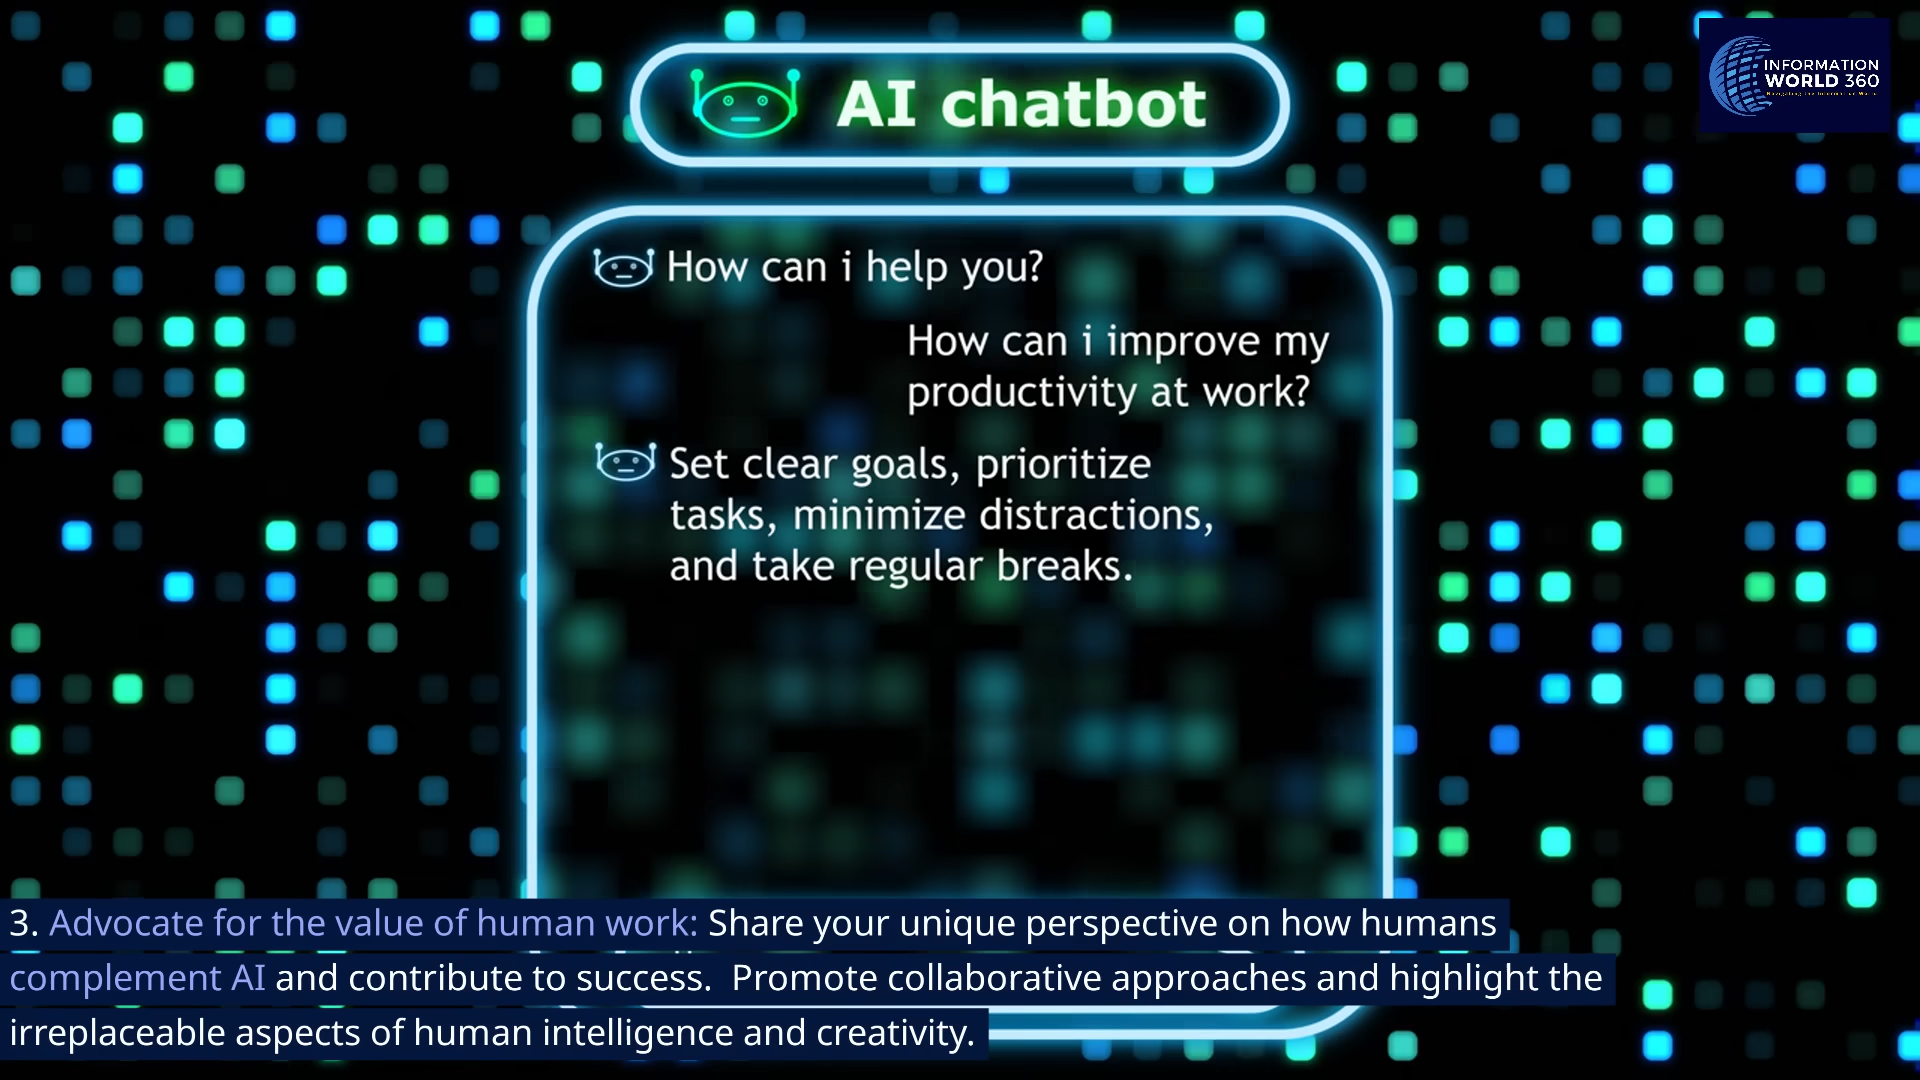 AI chatbot
INFORMATION
WORLD 360
How can i help you?
How can i improve my
productivity at work?
Set clear goals, prioritize
tasks, minimize distractions,
and take regular breaks.
3. Advocate for the value of human work: Share your unique perspective on how humans
complement AI and contribute to success.  Promote collaborative approaches and highlight the
irreplaceable aspects of human intelligence and creativity.